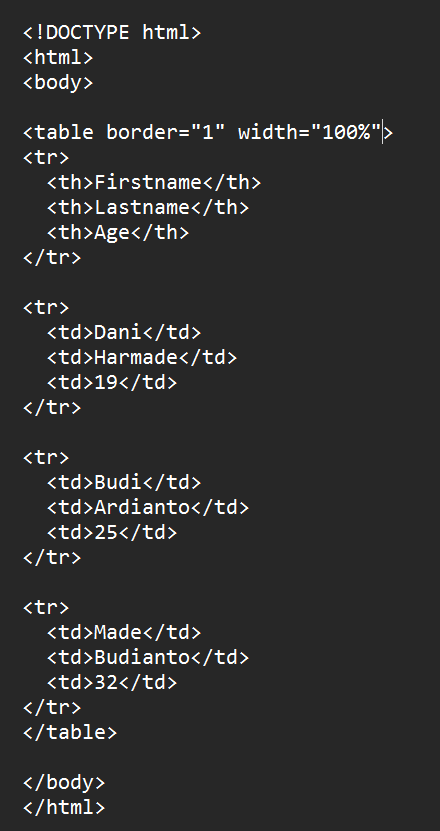 <!DOCTYPE html>
<html>
<body>

<table border="1" width="100%">
<tr>
  <th>Firstname</th>
  <th>Lastname</th>
  <th>Age</th>
</tr>

<tr>
  <td>Dani</td>
  <td>Harmade</td>
  <td>19</td>
</tr>

<tr>
  <td>Budi</td>
  <td>Ardianto</td>
  <td>25</td>
</tr>

<tr>
  <td>Made</td>
  <td>Budianto</td>
  <td>32</td>
</tr>
</table>

</body>
</html>